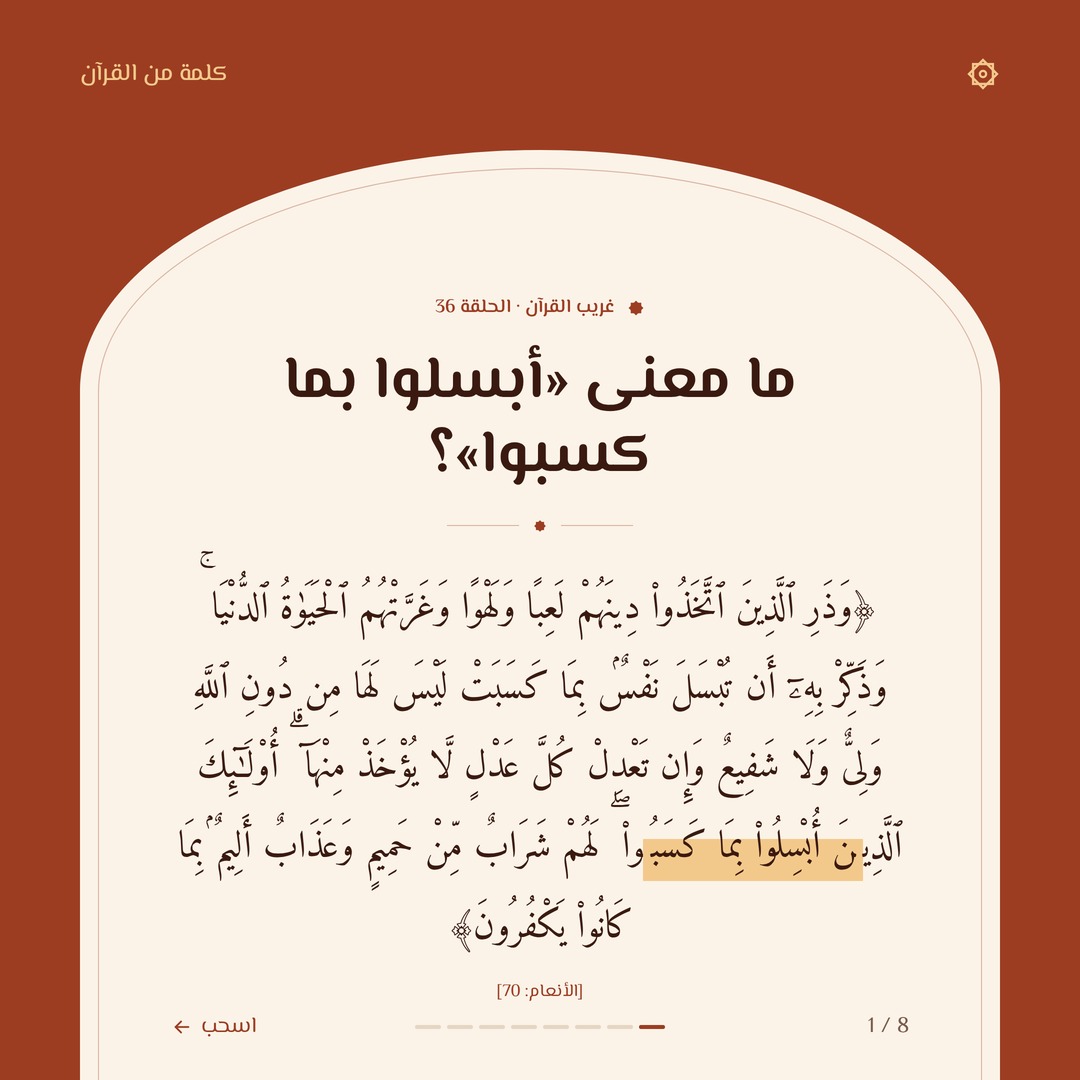 كلمة من القرآن
غريب القرآن · الحلقة 36
ما معنى «أبسلوا بما
كسبوا»؟
﴿وَذَرِ ٱلَّذِينَ ٱتَّخَذُواْ دِينَهُمْ لَعِبًا وَلَهْوًا وَغَرَّتْهُمُ ٱلْحَيَوٰةُ ٱلدُّنْيَا ۚ
وَذَكِّرْ بِهِۦٓ أَن تُبْسَلَ نَفْسٌۢ بِمَا كَسَبَتْ لَيْسَ لَهَا مِن دُونِ ٱللَّهِ
وَلِىٌّ وَلَا شَفِيعٌ وَإِن تَعْدِلْ كُلَّ عَدْلٍ لَّا يُؤْخَذْ مِنْهَآ ۗ أُوْلَـٰٓئِكَ
ٱلَّذِينَ أُبْسِلُواْ بِمَا كَسَبُواْ ۖ لَهُمْ شَرَابٌ مِّنْ حَمِيمٍ وَعَذَابٌ أَلِيمٌۢ بِمَا
كَانُواْ يَكْفُرُونَ﴾
[الأنعام: 70]
1 / 8
اسحب ←